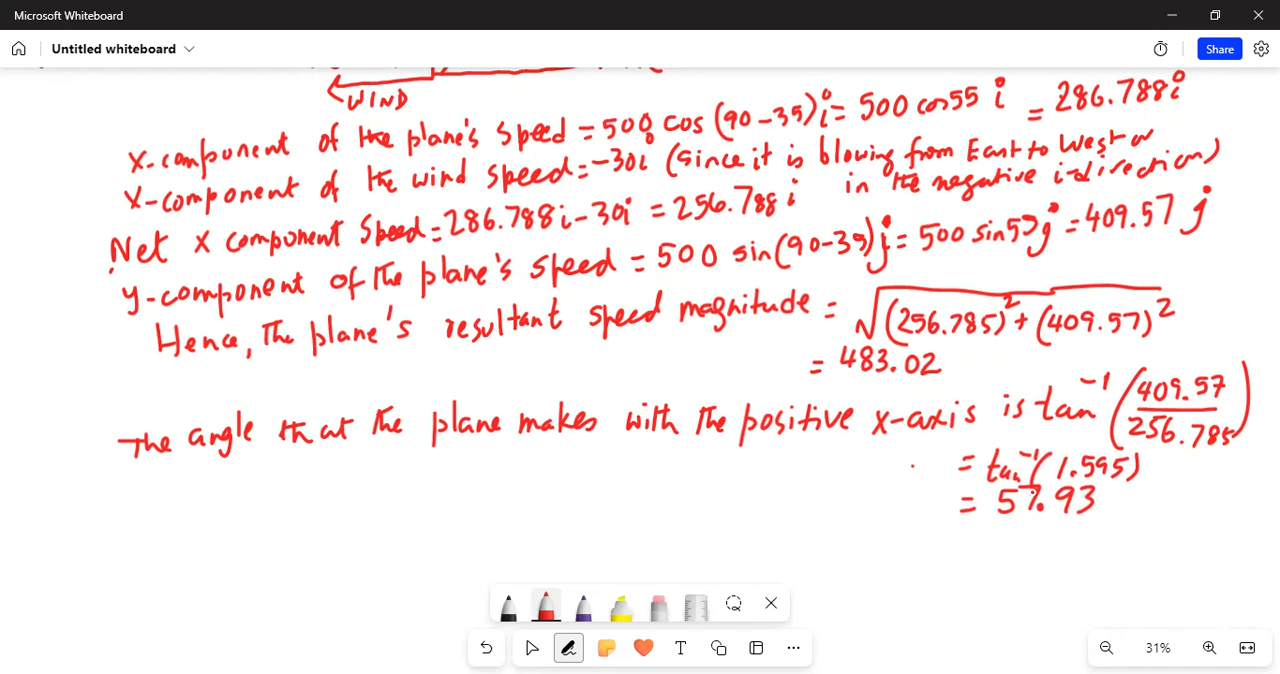 Microsoft Whiteboard
Untitled whiteboard
Share
WIND
X-component of the plane's speed = 500 cos (90-35)i = 500 cos55 i = 286.788i
X-component of the wind speed = -30i (since it is blowing from East to West or in the negative i-direction)
Net X component Speed = 286.788i - 30i = 256.788 i
Y-component of the plane's speed = 500 sin(90-35)j = 500 sin55j = 409.57 j
Hence, the plane's resultant speed magnitude = √(256.785)² + (409.57)²
= 483.02
The angle that the plane makes with the positive x-axis is tan⁻¹(409.57/256.785)
= tan⁻¹(1.595)
= 57.93
31%